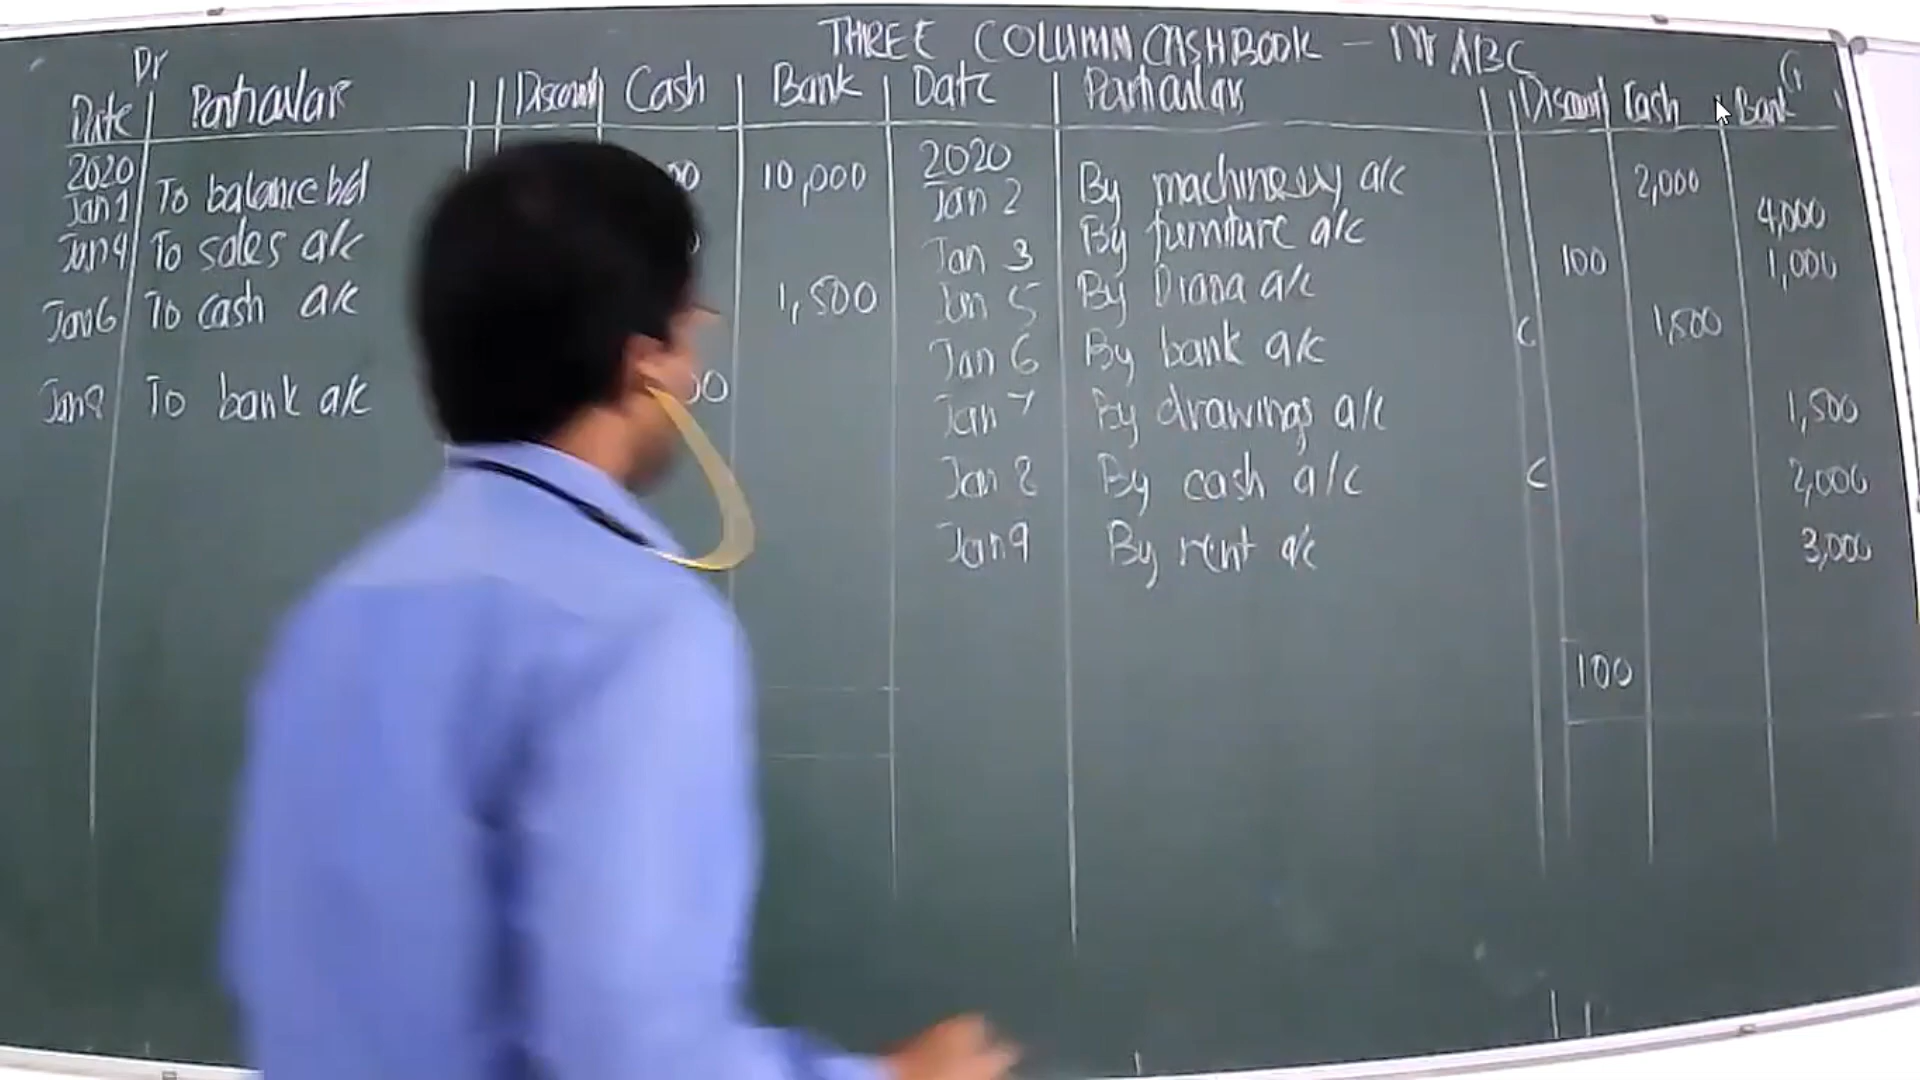 THREE COLUMN CASHBOOK – Mr ABC
Dr
Cr
Date Particular Discount Cash Bank Date Particular Discount Cash Bank
2020 2020
Jan 1 To balance b/d 10,000 Jan 2 By machinery a/c 2,000
Jan 4 To sales a/c Jan 3 By furniture a/c 4,000
Jan 6 To cash a/c 1,500 Jan 5 By Diana a/c 100 1,000
Jan 6 By bank a/c C 1,500
Jan 8 To bank a/c Jan 7 By drawings a/c 1,500
Jan 8 By cash a/c C 2,000
Jan 9 By rent a/c 3,000
100